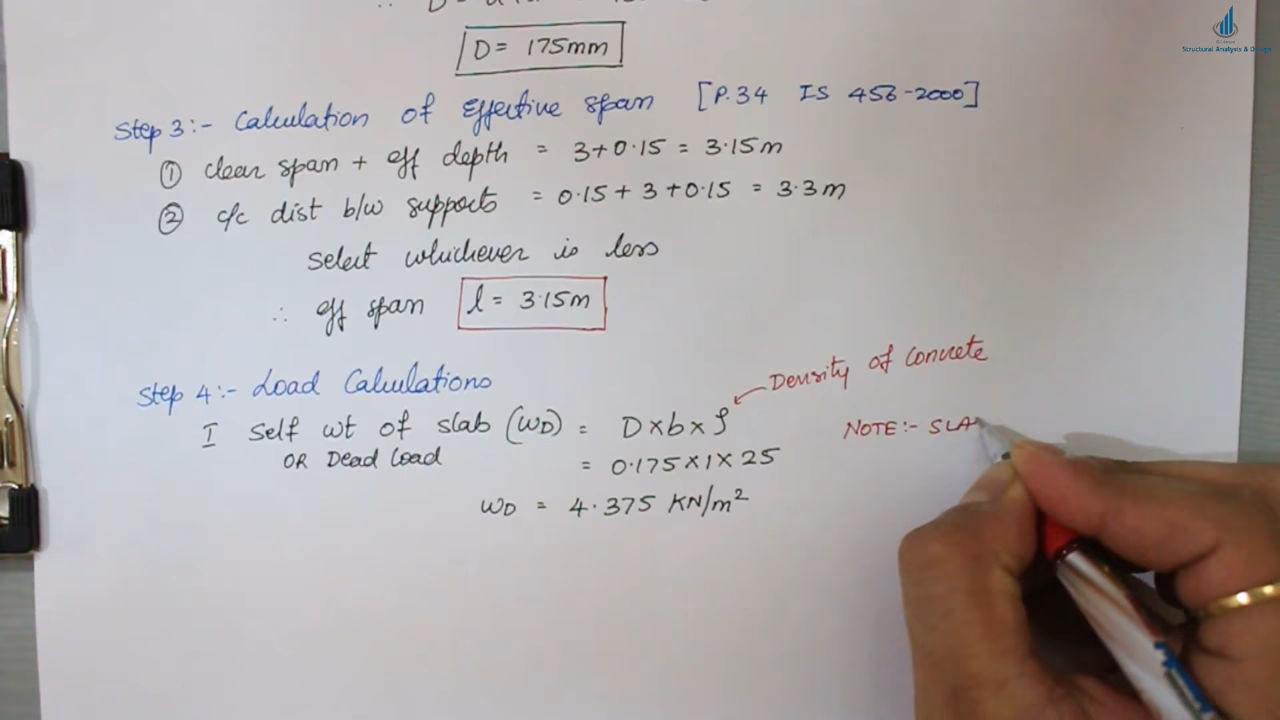 D = 175mm
Step 3:- Calculation of Effective Span [P.34 IS 456-2000]
① clear span + eff depth = 3+0.15 = 3.15m
② c/c dist b/w supports = 0.15 + 3 + 0.15 = 3.3m
Select whichever is less
∴ eff span l = 3.15m
Step 4:- Load Calculations
Density of Concrete
I Self wt of slab (WD) = D×b×ρ
NOTE:- SLA
OR Dead Load = 0.175×1×25
WD = 4.375 KN/m²
Structural Analysis & Design